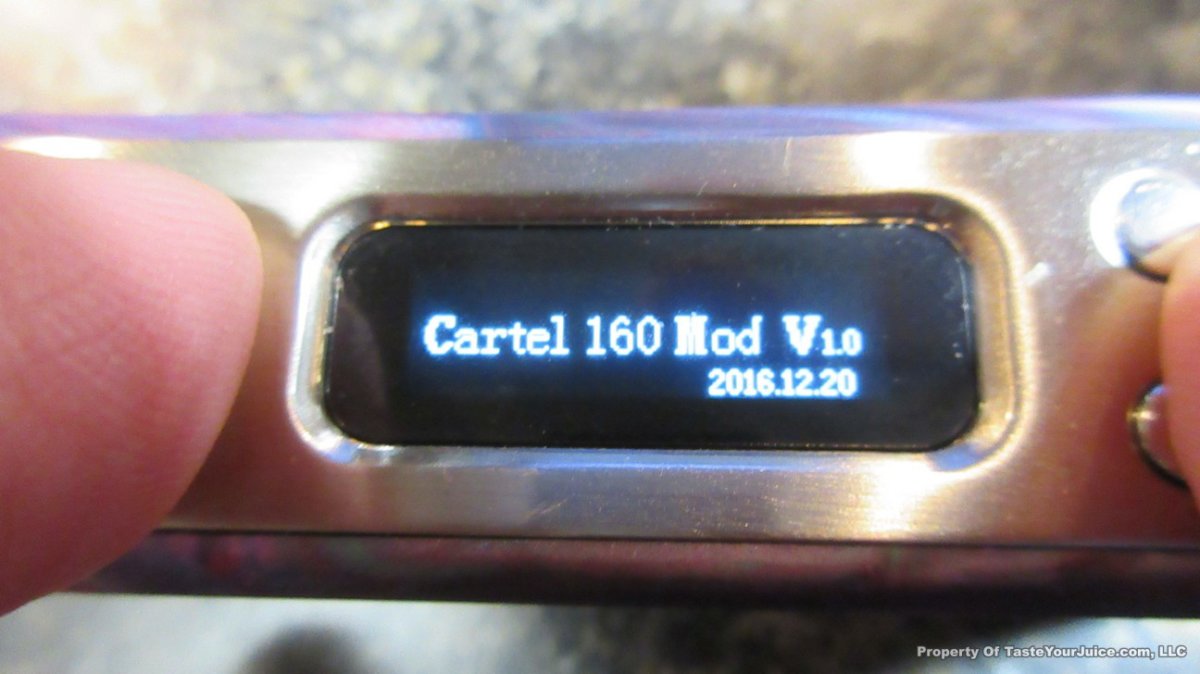 Cartel 160 Mod V1.0
2016.12.20
Property Of TasteYourJuice.com, LLC